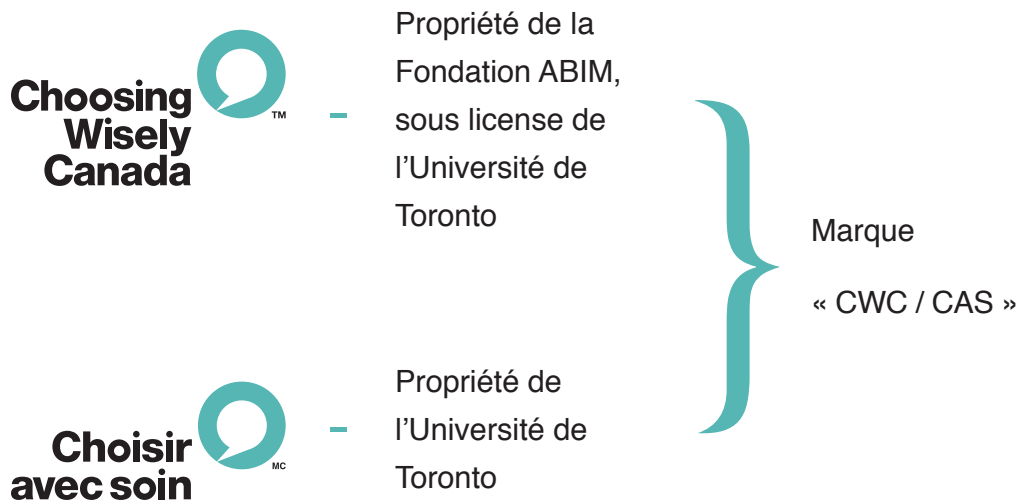 Choosing
Wisely
Canada
TM
Propriété de la
Fondation ABIM,
sous license de
l’Université de
Toronto
Choisir
avec soin
MC
Propriété de
l’Université de
Toronto
Marque
« CWC / CAS »